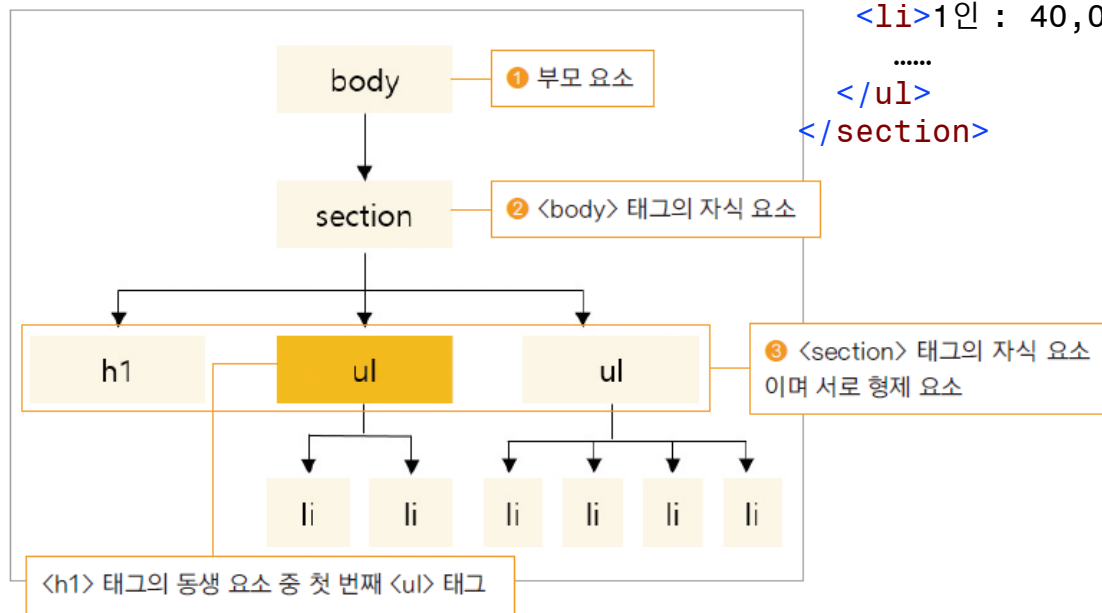 <li>1인 : 40,0
……
</ul>
</section>
body
❶ 부모 요소
section
❷ <body> 태그의 자식 요소
h1
ul
ul
❸ <section> 태그의 자식 요소
이며 서로 형제 요소
li
li
li
li
li
li
<h1> 태그의 동생 요소 중 첫 번째 <ul> 태그